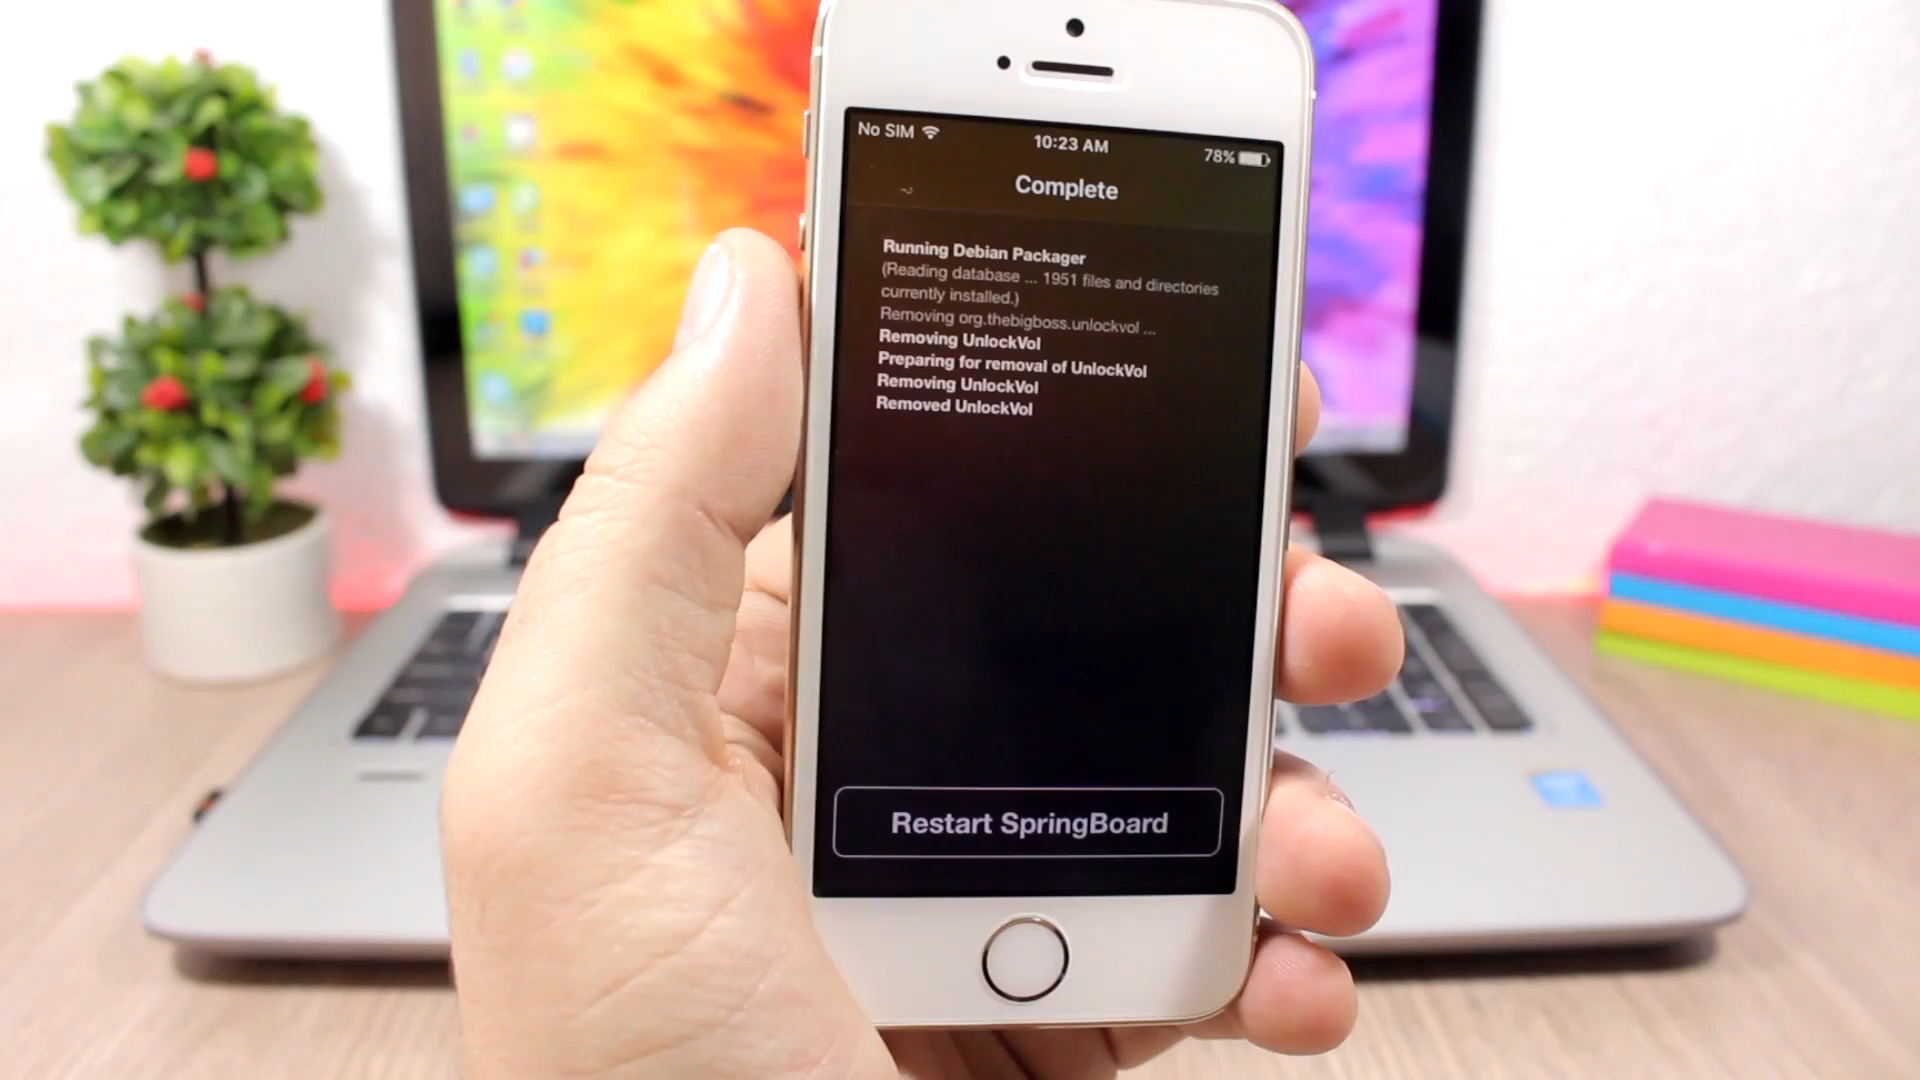 No SIM
10:23 AM
78%
Complete
Running Debian Packager
(Reading database ... 1951 files and directories
currently installed.)
Removing org.thebigboss.unlockvol ...
Removing UnlockVol
Preparing for removal of UnlockVol
Removing UnlockVol
Removed UnlockVol
Restart SpringBoard